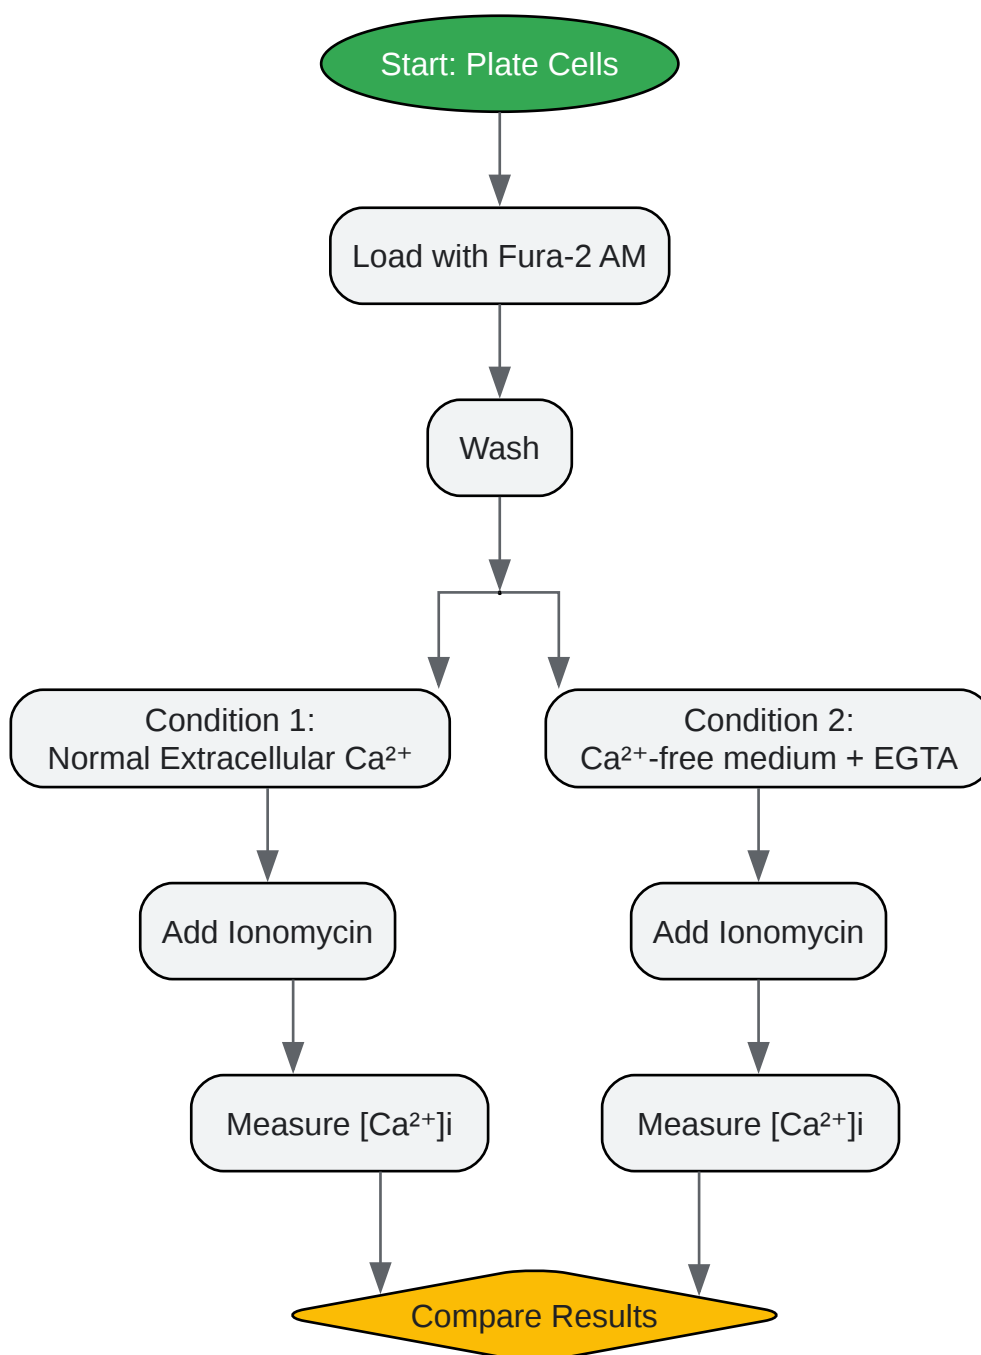 Start: Plate Cells
Load with Fura-2 AM
Wash
Condition 1:
Normal Extracellular Ca²⁺
Condition 2:
Ca²⁺-free medium + EGTA
Add Ionomycin
Add Ionomycin
Measure [Ca²⁺]i
Measure [Ca²⁺]i
Compare Results